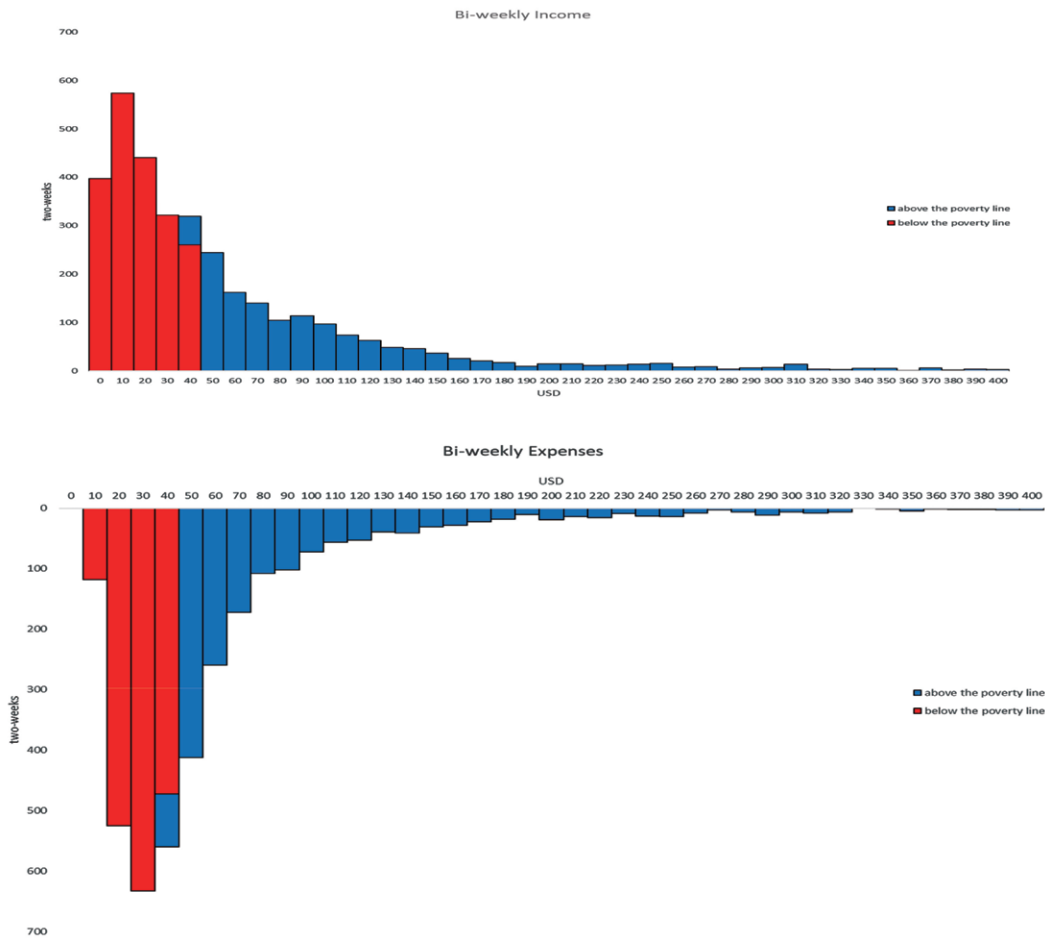 Bi-weekly Income
700
600
500
400
300
200
100
0
two-weeks
above the poverty line
below the poverty line
0 10 20 30 40 50 60 70 80 90 100 110 120 130 140 150 160 170 180 190 200 210 220 230 240 250 260 270 280 290 300 310 320 330 340 350 360 370 380 390 400
USD
Bi-weekly Expenses
USD
0 10 20 30 40 50 60 70 80 90 100 110 120 130 140 150 160 170 180 190 200 210 220 230 240 250 260 270 280 290 300 310 320 330 340 350 360 370 380 390 400
0
100
200
300
400
500
600
700
two-weeks
above the poverty line
below the poverty line